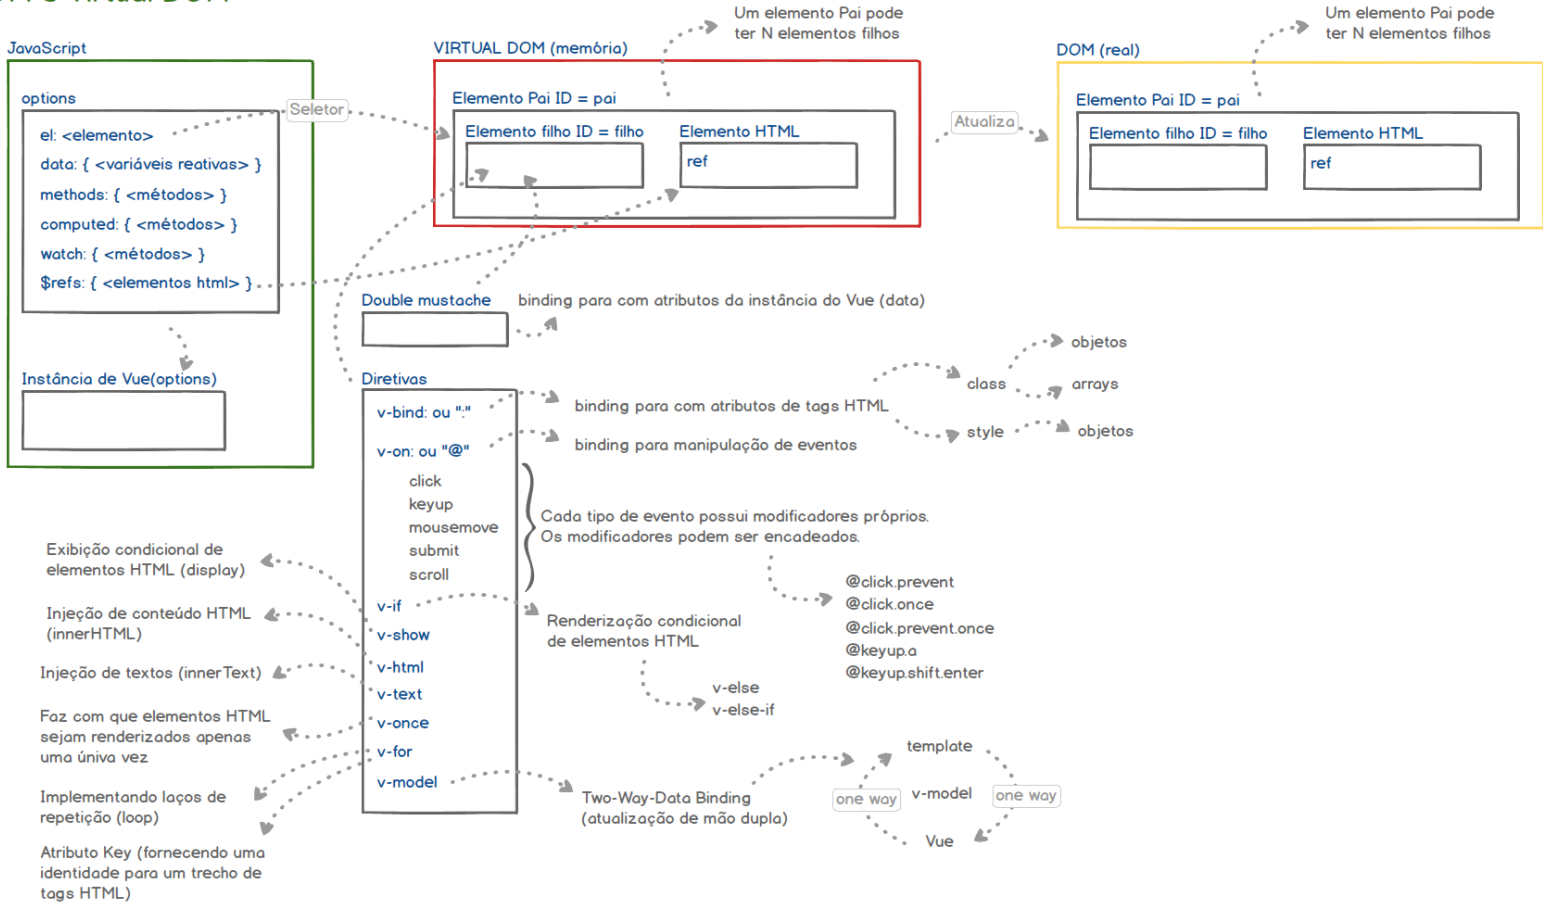 Virtual DOM
JavaScript
options
el: <elemento>
data: { <variáveis reativas> }
methods: { <métodos> }
computed: { <métodos> }
watch: { <métodos> }
$refs: { <elementos html> }
Instância de Vue(options)
Seletor
VIRTUAL DOM (memória)
Um elemento Pai pode
ter N elementos filhos
Elemento Pai ID = pai
Elemento filho ID = filho
Elemento HTML
ref
Atualiza
DOM (real)
Um elemento Pai pode
ter N elementos filhos
Elemento Pai ID = pai
Elemento filho ID = filho
Elemento HTML
ref
Double mustache
binding para com atributos da instância do Vue (data)
Diretivas
v-bind: ou ":"
binding para com atributos de tags HTML
class
objetos
arrays
style
objetos
v-on: ou "@"
binding para manipulação de eventos
click
keyup
mousemove
submit
scroll
Cada tipo de evento possui modificadores próprios.
Os modificadores podem ser encadeados.
@click.prevent
@click.once
@click.prevent.once
@keyup.a
@keyup.shift.enter
v-if
Renderização condicional
de elementos HTML
v-else
v-else-if
v-show
Exibição condicional de
elementos HTML (display)
v-html
Injeção de conteúdo HTML
(innerHTML)
v-text
Injeção de textos (innerText)
v-once
Faz com que elementos HTML
sejam renderizados apenas
uma úniva vez
v-for
Implementando laços de
repetição (loop)
Atributo Key (fornecendo uma
identidade para um trecho de
tags HTML)
v-model
Two-Way-Data Binding
(atualização de mão dupla)
template
one way
v-model
one way
Vue